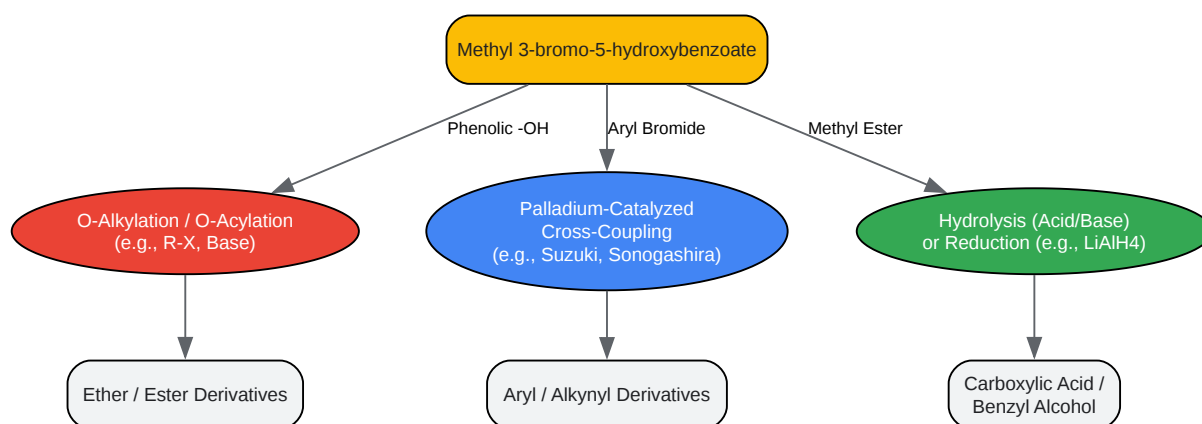 Methyl 3-bromo-5-hydroxybenzoate
Phenolic -OH
Aryl Bromide
Methyl Ester
O-Alkylation / O-Acylation
(e.g., R-X, Base)
Palladium-Catalyzed
Cross-Coupling
(e.g., Suzuki, Sonogashira)
Hydrolysis (Acid/Base)
or Reduction (e.g., LiAlH4)
Ether / Ester Derivatives
Aryl / Alkynyl Derivatives
Carboxylic Acid /
Benzyl Alcohol